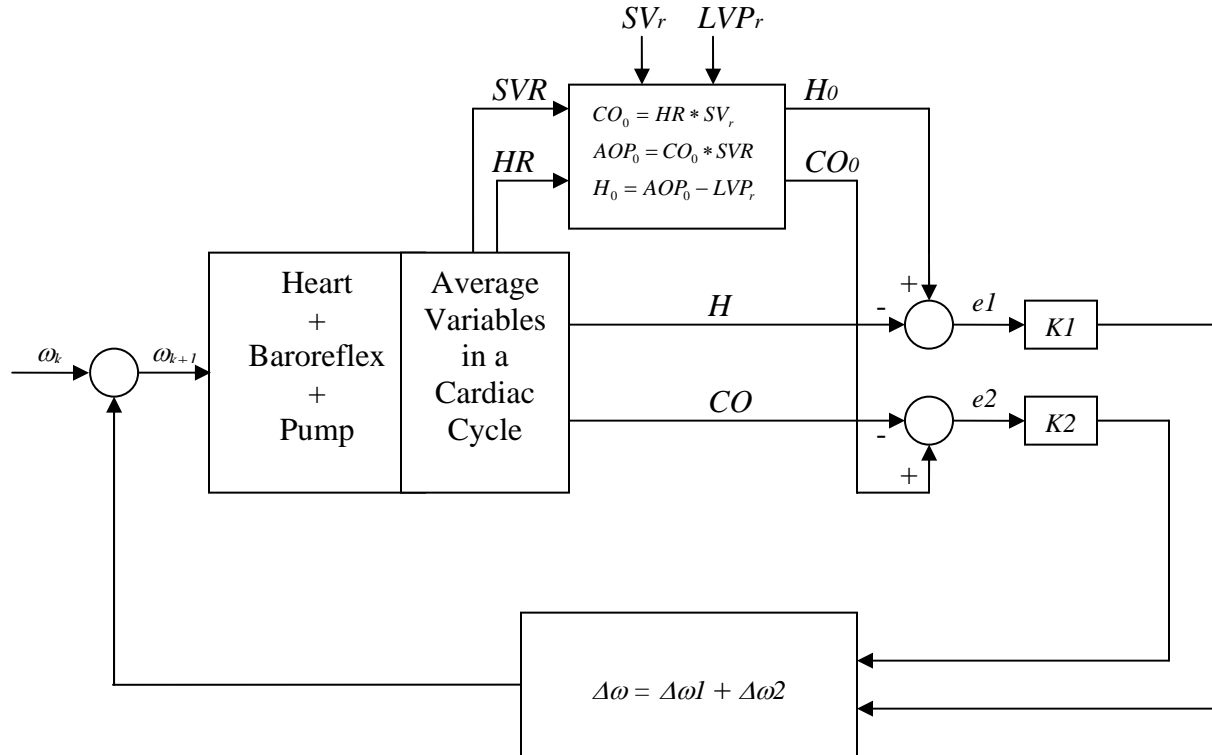 SVr LVPr
SVR
HR
CO₀ = HR * SVᵣ
AOP₀ = CO₀ * SVR
H₀ = AOP₀ − LVPᵣ
H0
CO0
Heart
+
Baroreflex
+
Pump
Average
Variables
in a
Cardiac
Cycle
H
CO
+
-
e1
K1
-
+
e2
K2
ωk
ωk+1
Δω = Δω1 + Δω2